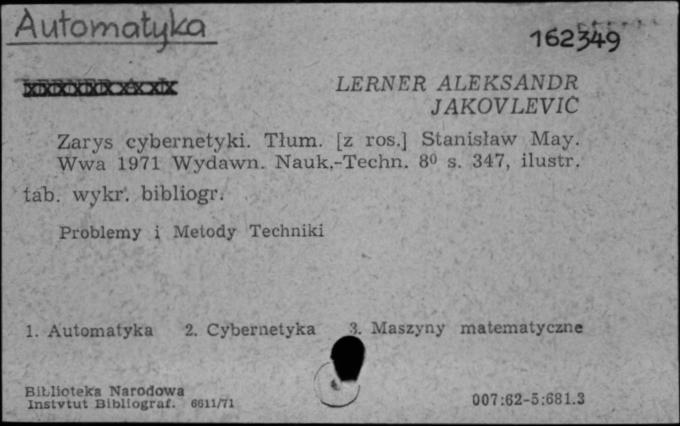 Automatyka
162349
LERNER ALEKSANDR
JAKOVLEVIČ
Zarys cybernetyki. Tłum. [z ros.] Stanisław May.
Wwa 1971 Wydawn. Nauk.-Techn. 8⁰ s. 347, ilustr.
tab. wykr. bibliogr.
Problemy i Metody Techniki
1. Automatyka 2. Cybernetyka 3. Maszyny matematyczne
Biblioteka Narodowa
Instytut Bibliograf. 6611/71
007:62-5:681.3